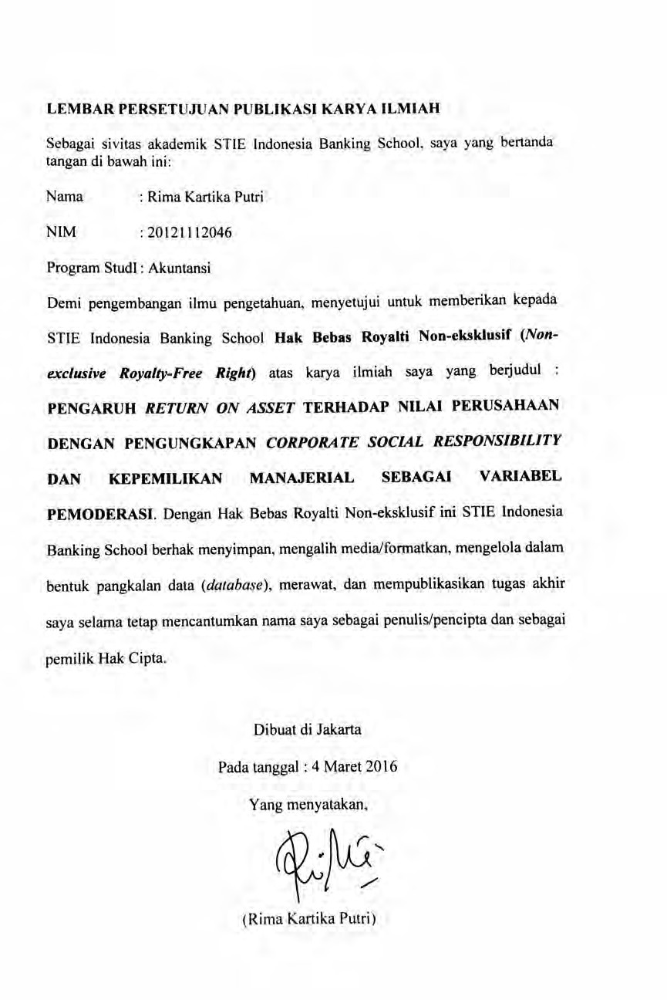 LEMBAR PERSETUJUAN PUBLIKASI KARYA ILMIAH
Sebagai sivitas akademik STIE Indonesia Banking School, saya yang bertanda
tangan di bawah ini:
Nama : Rima Kartika Putri
NIM : 20121112046
Program StudI : Akuntansi
Demi pengembangan ilmu pengetahuan, menyetujui untuk memberikan kepada
STIE Indonesia Banking School Hak Bebas Royalti Non-eksklusif (Non-
exclusive Royalty-Free Right) atas karya ilmiah saya yang berjudul :
PENGARUH RETURN ON ASSET TERHADAP NILAI PERUSAHAAN
DENGAN PENGUNGKAPAN CORPORATE SOCIAL RESPONSIBILITY
DAN KEPEMILIKAN MANAJERIAL SEBAGAI VARIABEL
PEMODERASI. Dengan Hak Bebas Royalti Non-eksklusif ini STIE Indonesia
Banking School berhak menyimpan, mengalih media/formatkan, mengelola dalam
bentuk pangkalan data (database), merawat, dan mempublikasikan tugas akhir
saya selama tetap mencantumkan nama saya sebagai penulis/pencipta dan sebagai
pemilik Hak Cipta.
Dibuat di Jakarta
Pada tanggal : 4 Maret 2016
Yang menyatakan,
(Rima Kartika Putri)